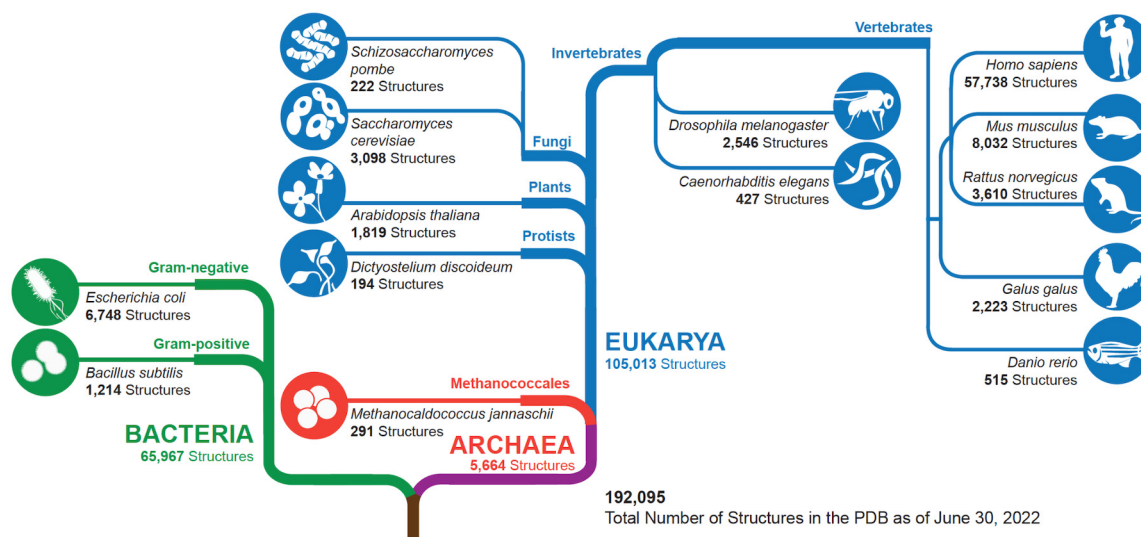 Schizosaccharomyces
pombe
222 Structures
Saccharomyces
cerevisiae
3,098 Structures
Fungi
Plants
Arabidopsis thaliana
1,819 Structures
Protists
Dictyostelium discoideum
194 Structures
Gram-negative
Escherichia coli
6,748 Structures
Gram-positive
Bacillus subtilis
1,214 Structures
BACTERIA
65,967 Structures
Methanococcales
Methanocaldococcus jannaschii
291 Structures
ARCHAEA
5,664 Structures
EUKARYA
105,013 Structures
Invertebrates
Drosophila melanogaster
2,546 Structures
Caenorhabditis elegans
427 Structures
Vertebrates
Homo sapiens
57,738 Structures
Mus musculus
8,032 Structures
Rattus norvegicus
3,610 Structures
Galus galus
2,223 Structures
Danio rerio
515 Structures
192,095
Total Number of Structures in the PDB as of June 30, 2022